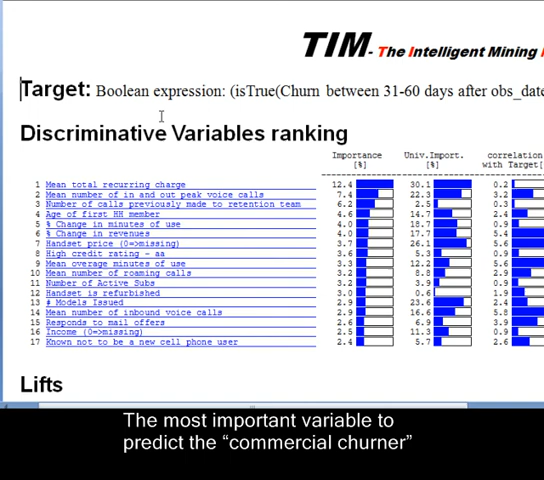 TIM- The Intelligent Mining
Target: Boolean expression: (isTrue(Churn between 31-60 days after obs_date
Discriminative Variables ranking
Importance Univ.Import. correlation
[%] [%] with Target[
1 Mean total recurring charge 12.4 30.1 0.2
2 Mean number of in and out peak voice calls 7.4 22.3 3.2
3 Number of calls previously made to retention team 6.2 2.5 0.3
4 Age of first HH member 4.6 14.7 2.4
5 % Change in minutes of use 4.0 18.7 0.9
6 % Change in revenues 4.0 17.7 5.4
7 Handset price (0=>missing) 3.7 26.1 5.6
8 High credit rating - aa 3.6 5.3 0.9
9 Mean overage minutes of use 3.3 12.2 5.6
10 Mean number of roaming calls 3.2 8.8 2.9
11 Number of Active Subs 3.2 3.9 0.9
12 Handset is refurbished 3.0 0.6 1.9
13 # Models Issued 2.9 23.6 2.4
14 Mean number of inbound voice calls 2.9 16.6 5.8
15 Responds to mail offers 2.6 6.9 3.9
16 Income (0=>missing) 2.5 11.3 0.9
17 Known not to be a new cell phone user 2.4 5.7 2.6
Lifts
The most important variable to
predict the “commercial churner”